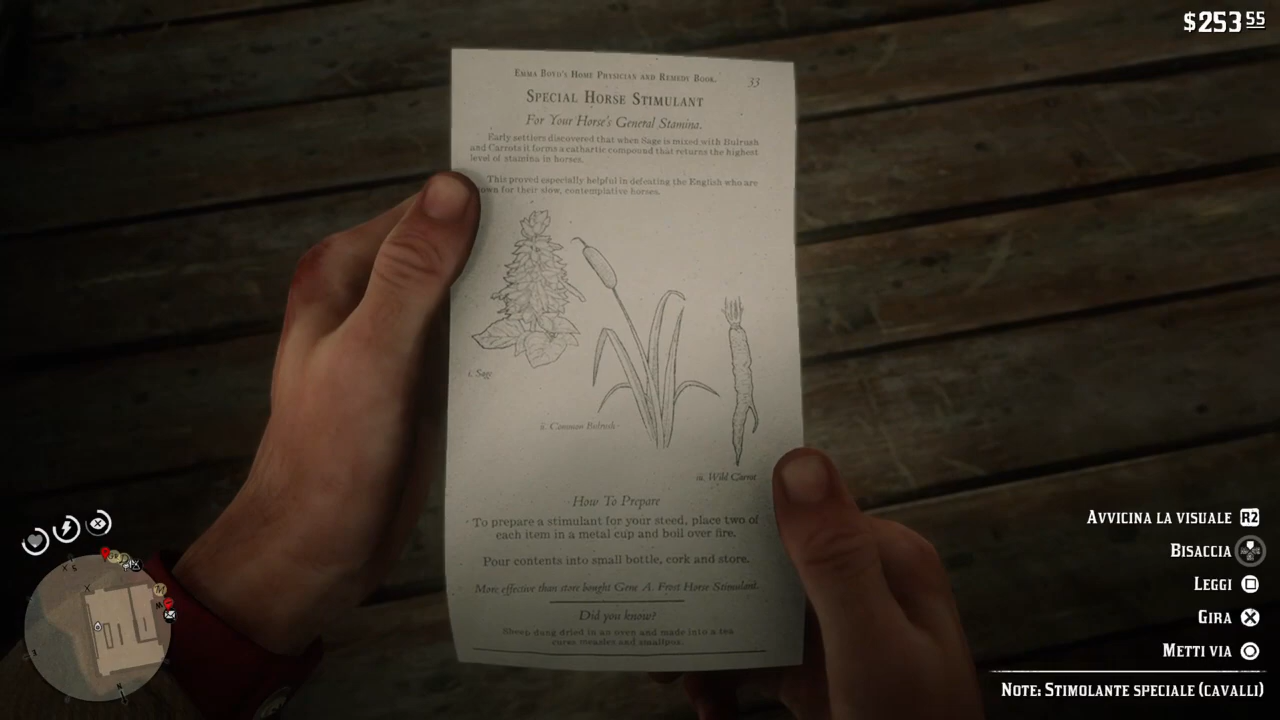 $253 55
Emma Boyd's Home Physician and Remedy Book.
33
Special Horse Stimulant
For Your Horse's General Stamina.
Early settlers discovered that when Sage is mixed with Bulrush
and Carrots it forms a cathartic compound that returns the highest
level of stamina in horses.
This proved especially helpful in defeating the English who are
for their slow, contemplative horses.
i. Sage
ii. Common Bulrush
iii. Wild Carrot
How To Prepare
To prepare a stimulant for your steed, place two of
each item in a metal cup and boil over fire.
Pour contents into small bottle, cork and store.
More effective than store bought Gene A. Frost Horse Stimulant.
Did you know?
Sheep dung dried in an oven and made into a tea
cures measles and smallpox.
Avvicina la visuale R2
Bisaccia
Leggi
Gira
Metti via
Note: Stimolante speciale (cavalli)